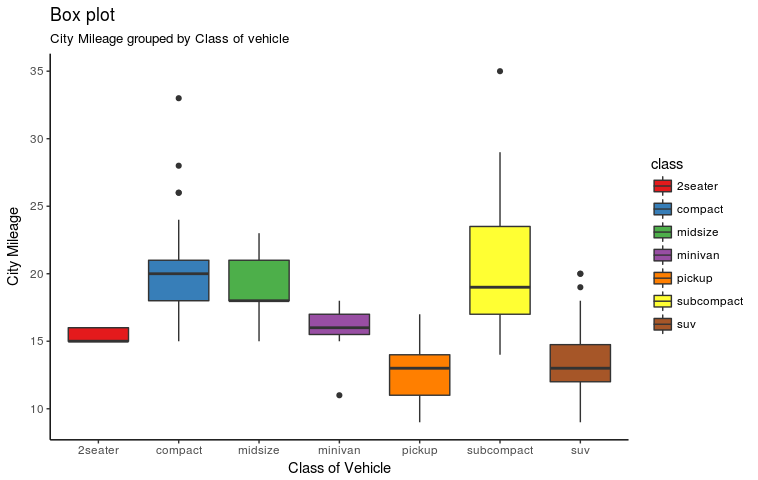 Box plot
City Mileage grouped by Class of vehicle
City Mileage
35
30
25
20
15
10
2seater compact midsize minivan pickup subcompact suv
Class of Vehicle
class
2seater
compact
midsize
minivan
pickup
subcompact
suv